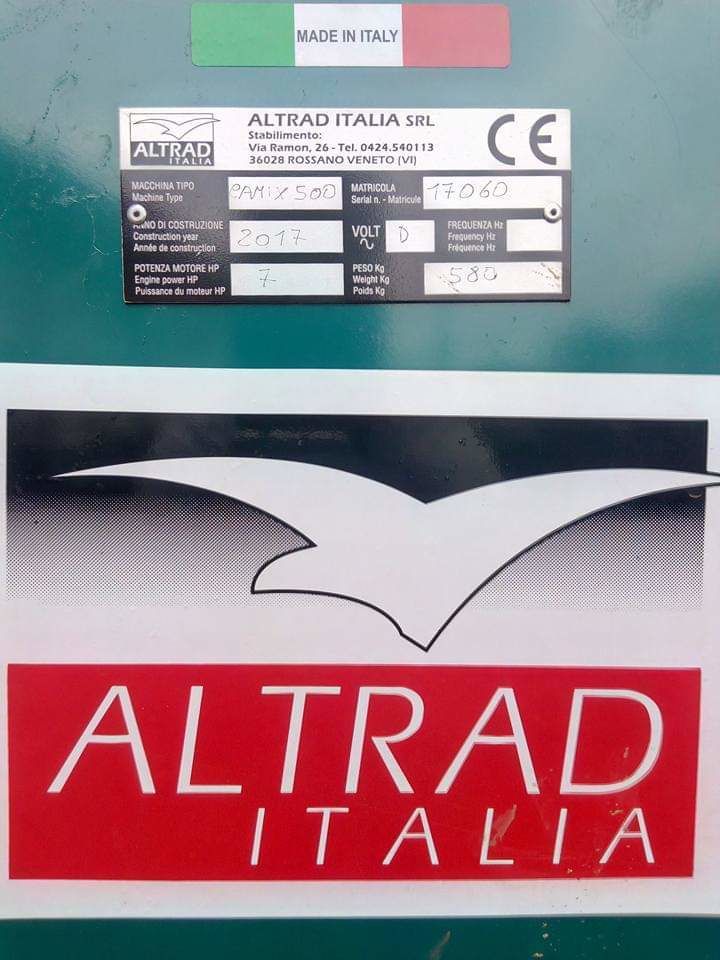 MADE IN ITALY
ALTRAD
ITALIA
ALTRAD ITALIA SRL
Stabilimento:
Via Ramon, 26 - Tel. 0424.540113
36028 ROSSANO VENETO (VI)
CE
MACCHINA TIPO
Machine Type
CAMIX 500
MATRICOLA
Serial n. - Matricule
17060
ANNO DI COSTRUZIONE
Construction year
Année de construction
2017
VOLT
~
D
FREQUENZA Hz
Frequency Hz
Fréquence Hz
POTENZA MOTORE HP
Engine power HP
Puissance du moteur HP
7
PESO Kg
Weight Kg
Poids Kg
580
ALTRAD
ITALIA